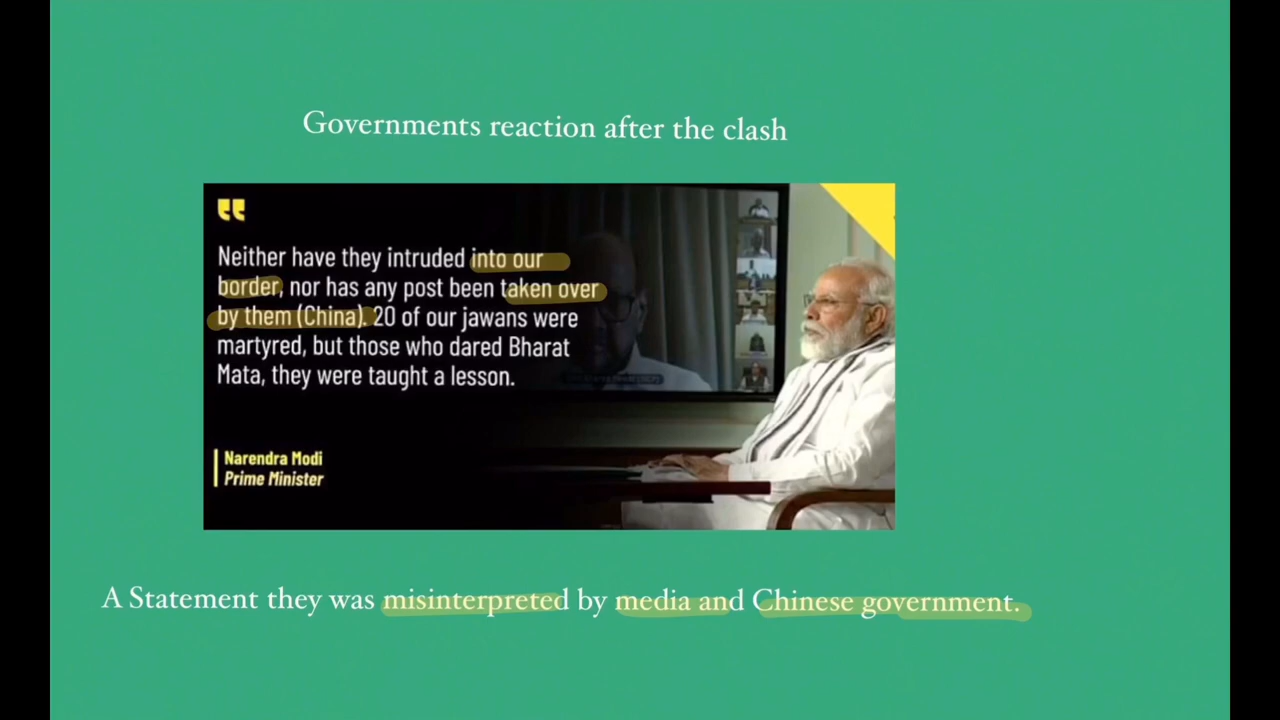 Governments reaction after the clash
Neither have they intruded into our
border, nor has any post been taken over
by them (China). 20 of our jawans were
martyred, but those who dared Bharat
Mata, they were taught a lesson.
Narendra Modi
Prime Minister
A Statement they was misinterpreted by media and Chinese government.